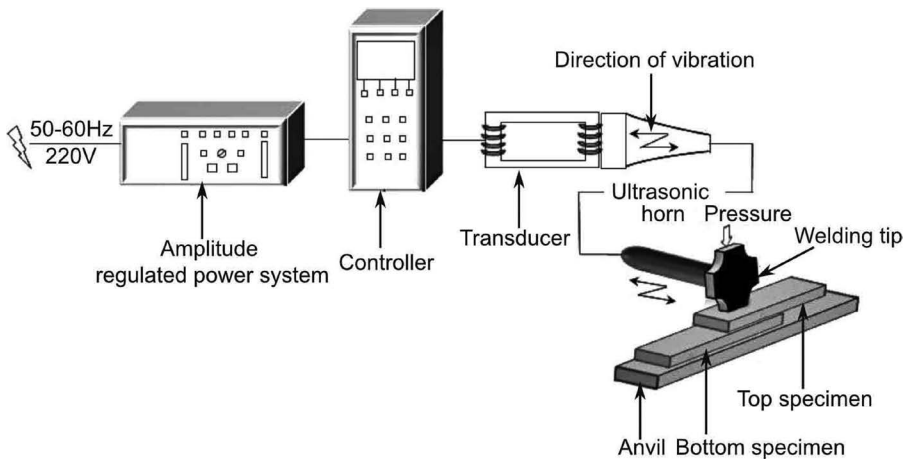 Direction of vibration
50-60Hz
220V
Ultrasonic
horn
Pressure
Amplitude
regulated power system
Controller
Transducer
Welding tip
Top specimen
Anvil
Bottom specimen